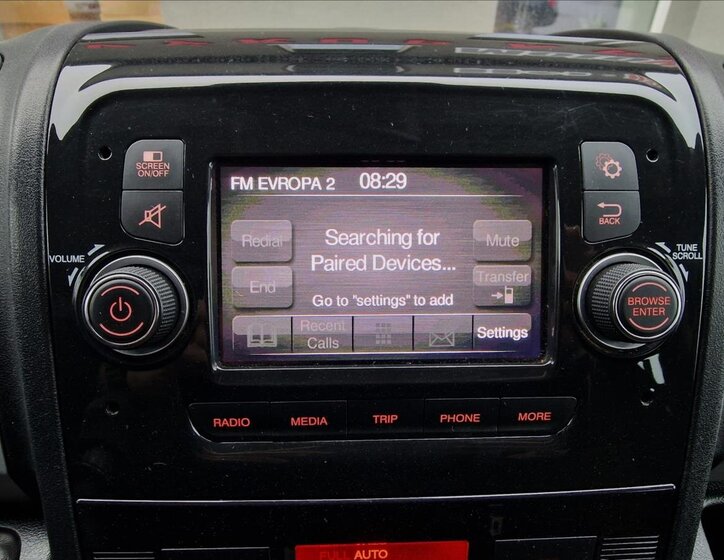 SCREEN
ON/OFF
FM EVROPA 2 08:29
BACK
VOLUME
TUNE
SCROLL
Redial
Searching for
Paired Devices...
Mute
End
Transfer
Go to "settings" to add
BROWSE
ENTER
Recent
Calls
Settings
RADIO
MEDIA
TRIP
PHONE
MORE
FULL AUTO